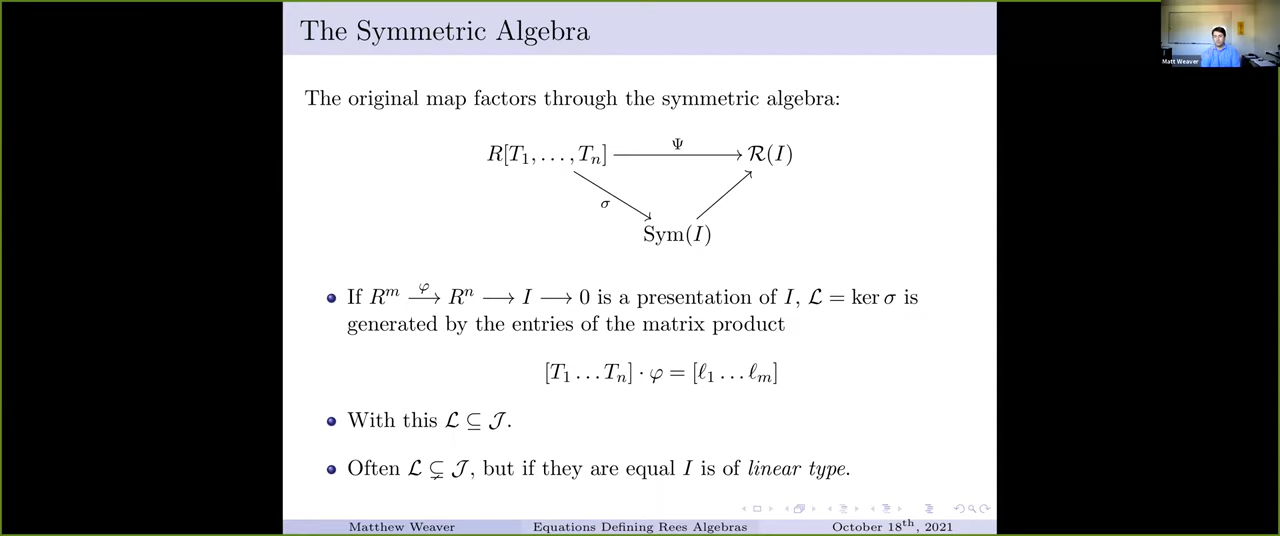 The Symmetric Algebra
Matt Weaver
The original map factors through the symmetric algebra:
Ψ
R[T₁, . . . , Tₙ] ⟶ ℛ(I)
σ
Sym(I)
If Rᵐ —φ→ Rⁿ ⟶ I ⟶ 0 is a presentation of I, ℒ = ker σ is
generated by the entries of the matrix product
[T₁ . . . Tₙ] · φ = [ℓ₁ . . . ℓₘ]
With this ℒ ⊆ 𝒥.
Often ℒ ⊊ 𝒥, but if they are equal I is of linear type.
Matthew Weaver Equations Defining Rees Algebras October 18ᵗʰ, 2021